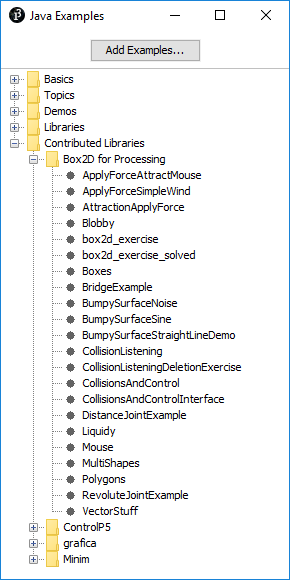 Java Examples
Add Examples...
Basics
Topics
Demos
Libraries
Contributed Libraries
Box2D for Processing
ApplyForceAttractMouse
ApplyForceSimpleWind
AttractionApplyForce
Blobby
box2d_exercise
box2d_exercise_solved
Boxes
BridgeExample
BumpySurfaceNoise
BumpySurfaceSine
BumpySurfaceStraightLineDemo
CollisionListening
CollisionListeningDeletionExercise
CollisionsAndControl
CollisionsAndControlInterface
DistanceJointExample
Liquidy
Mouse
MultiShapes
Polygons
RevoluteJointExample
VectorStuff
ControlP5
grafica
Minim